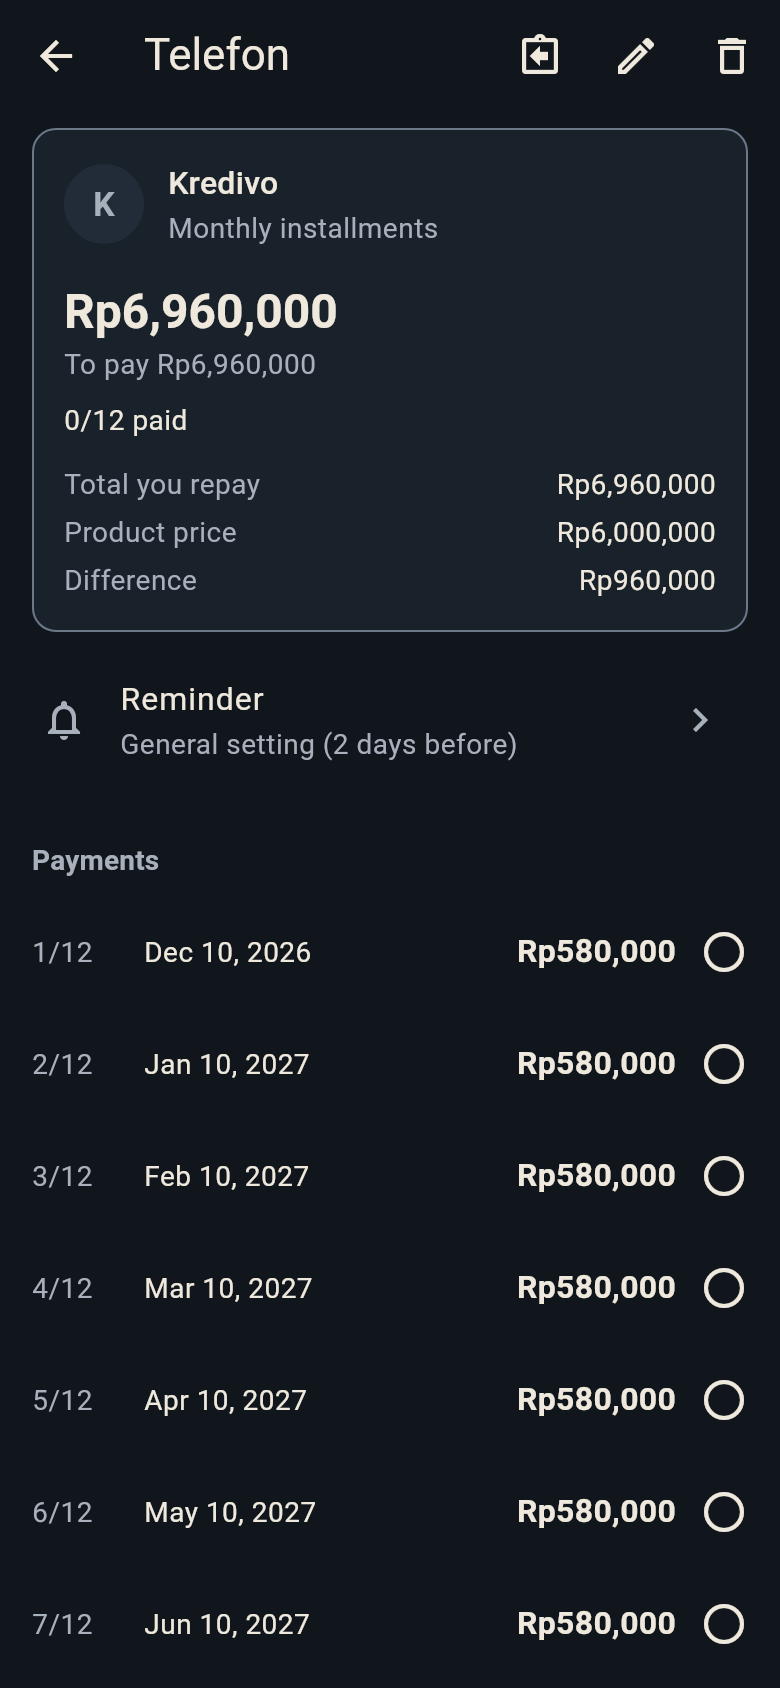 Telefon
K
Kredivo
Monthly installments
Rp6,960,000
To pay Rp6,960,000
0/12 paid
Total you repay Rp6,960,000
Product price Rp6,000,000
Difference Rp960,000
Reminder
General setting (2 days before)
Payments
1/12 Dec 10, 2026 Rp580,000
2/12 Jan 10, 2027 Rp580,000
3/12 Feb 10, 2027 Rp580,000
4/12 Mar 10, 2027 Rp580,000
5/12 Apr 10, 2027 Rp580,000
6/12 May 10, 2027 Rp580,000
7/12 Jun 10, 2027 Rp580,000